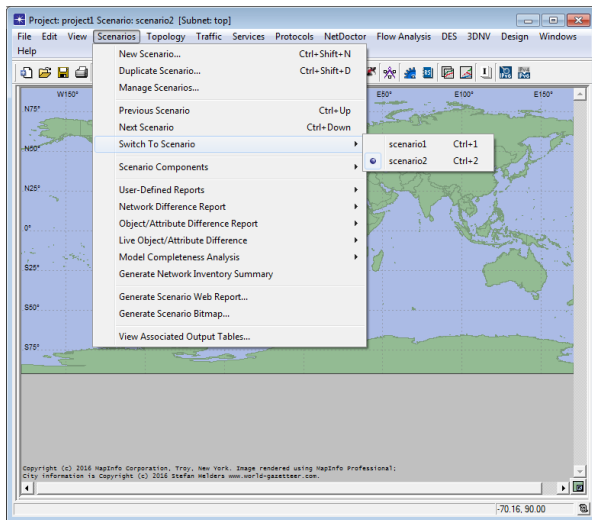 Project: project1 Scenario: scenario2 [Subnet: top]
File Edit View Scenarios Topology Traffic Services Protocols NetDoctor Flow Analysis DES 3DNV Design Windows
Help
New Scenario... Ctrl+Shift+N
Duplicate Scenario... Ctrl+Shift+D
Manage Scenarios...
W150° E50° E100° E150°
N75°
Previous Scenario Ctrl+Up
Next Scenario Ctrl+Down
Switch To Scenario
scenario1 Ctrl+1
N50°
scenario2 Ctrl+2
Scenario Components
N25°
User-Defined Reports
Network Difference Report
Object/Attribute Difference Report
0°
Live Object/Attribute Difference
Model Completeness Analysis
S25°
Generate Network Inventory Summary
Generate Scenario Web Report...
S50°
Generate Scenario Bitmap...
View Associated Output Tables...
S75°
Copyright (c) 2016 MapInfo Corporation, Troy, New York. Image rendered using MapInfo Professional;
City information is Copyright (c) 2016 Stefan Helders www.world-gazetteer.com.
-70.16, 90.00